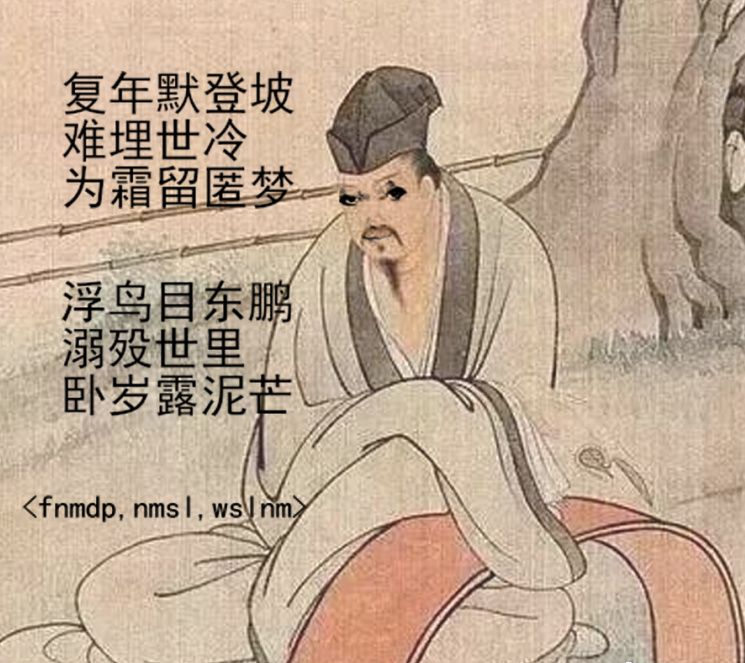 复年默登坡
难埋世冷
为霜留匿梦
浮鸟目东鹏
溺殁世里
卧岁露泥芒
<fnmdp,nmsl,wslnm>